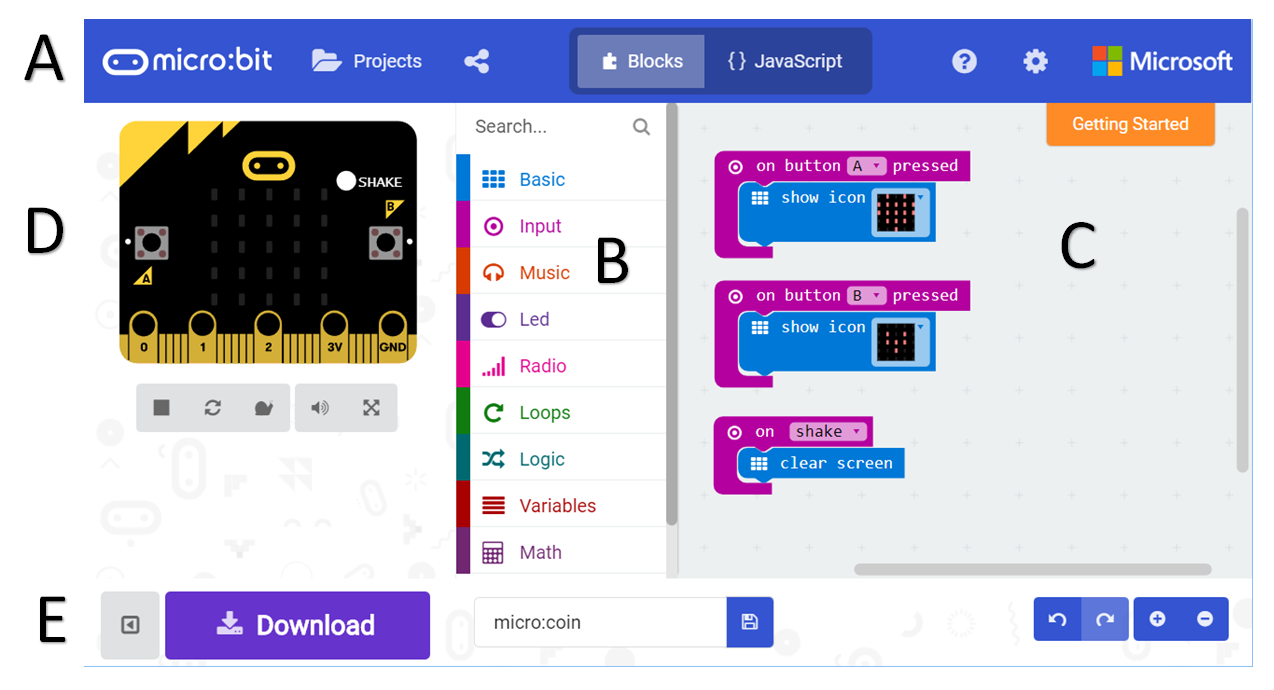 A
micro:bit
Projects
Blocks
{ } JavaScript
?
Microsoft
D
SHAKE
B
A
0 1 2 3V GND
Search...
Basic
Input
B
Music
Led
Radio
Loops
Logic
Variables
Math
Getting Started
C
on button A pressed
show icon
on button B pressed
show icon
on shake
clear screen
E
Download
micro:coin